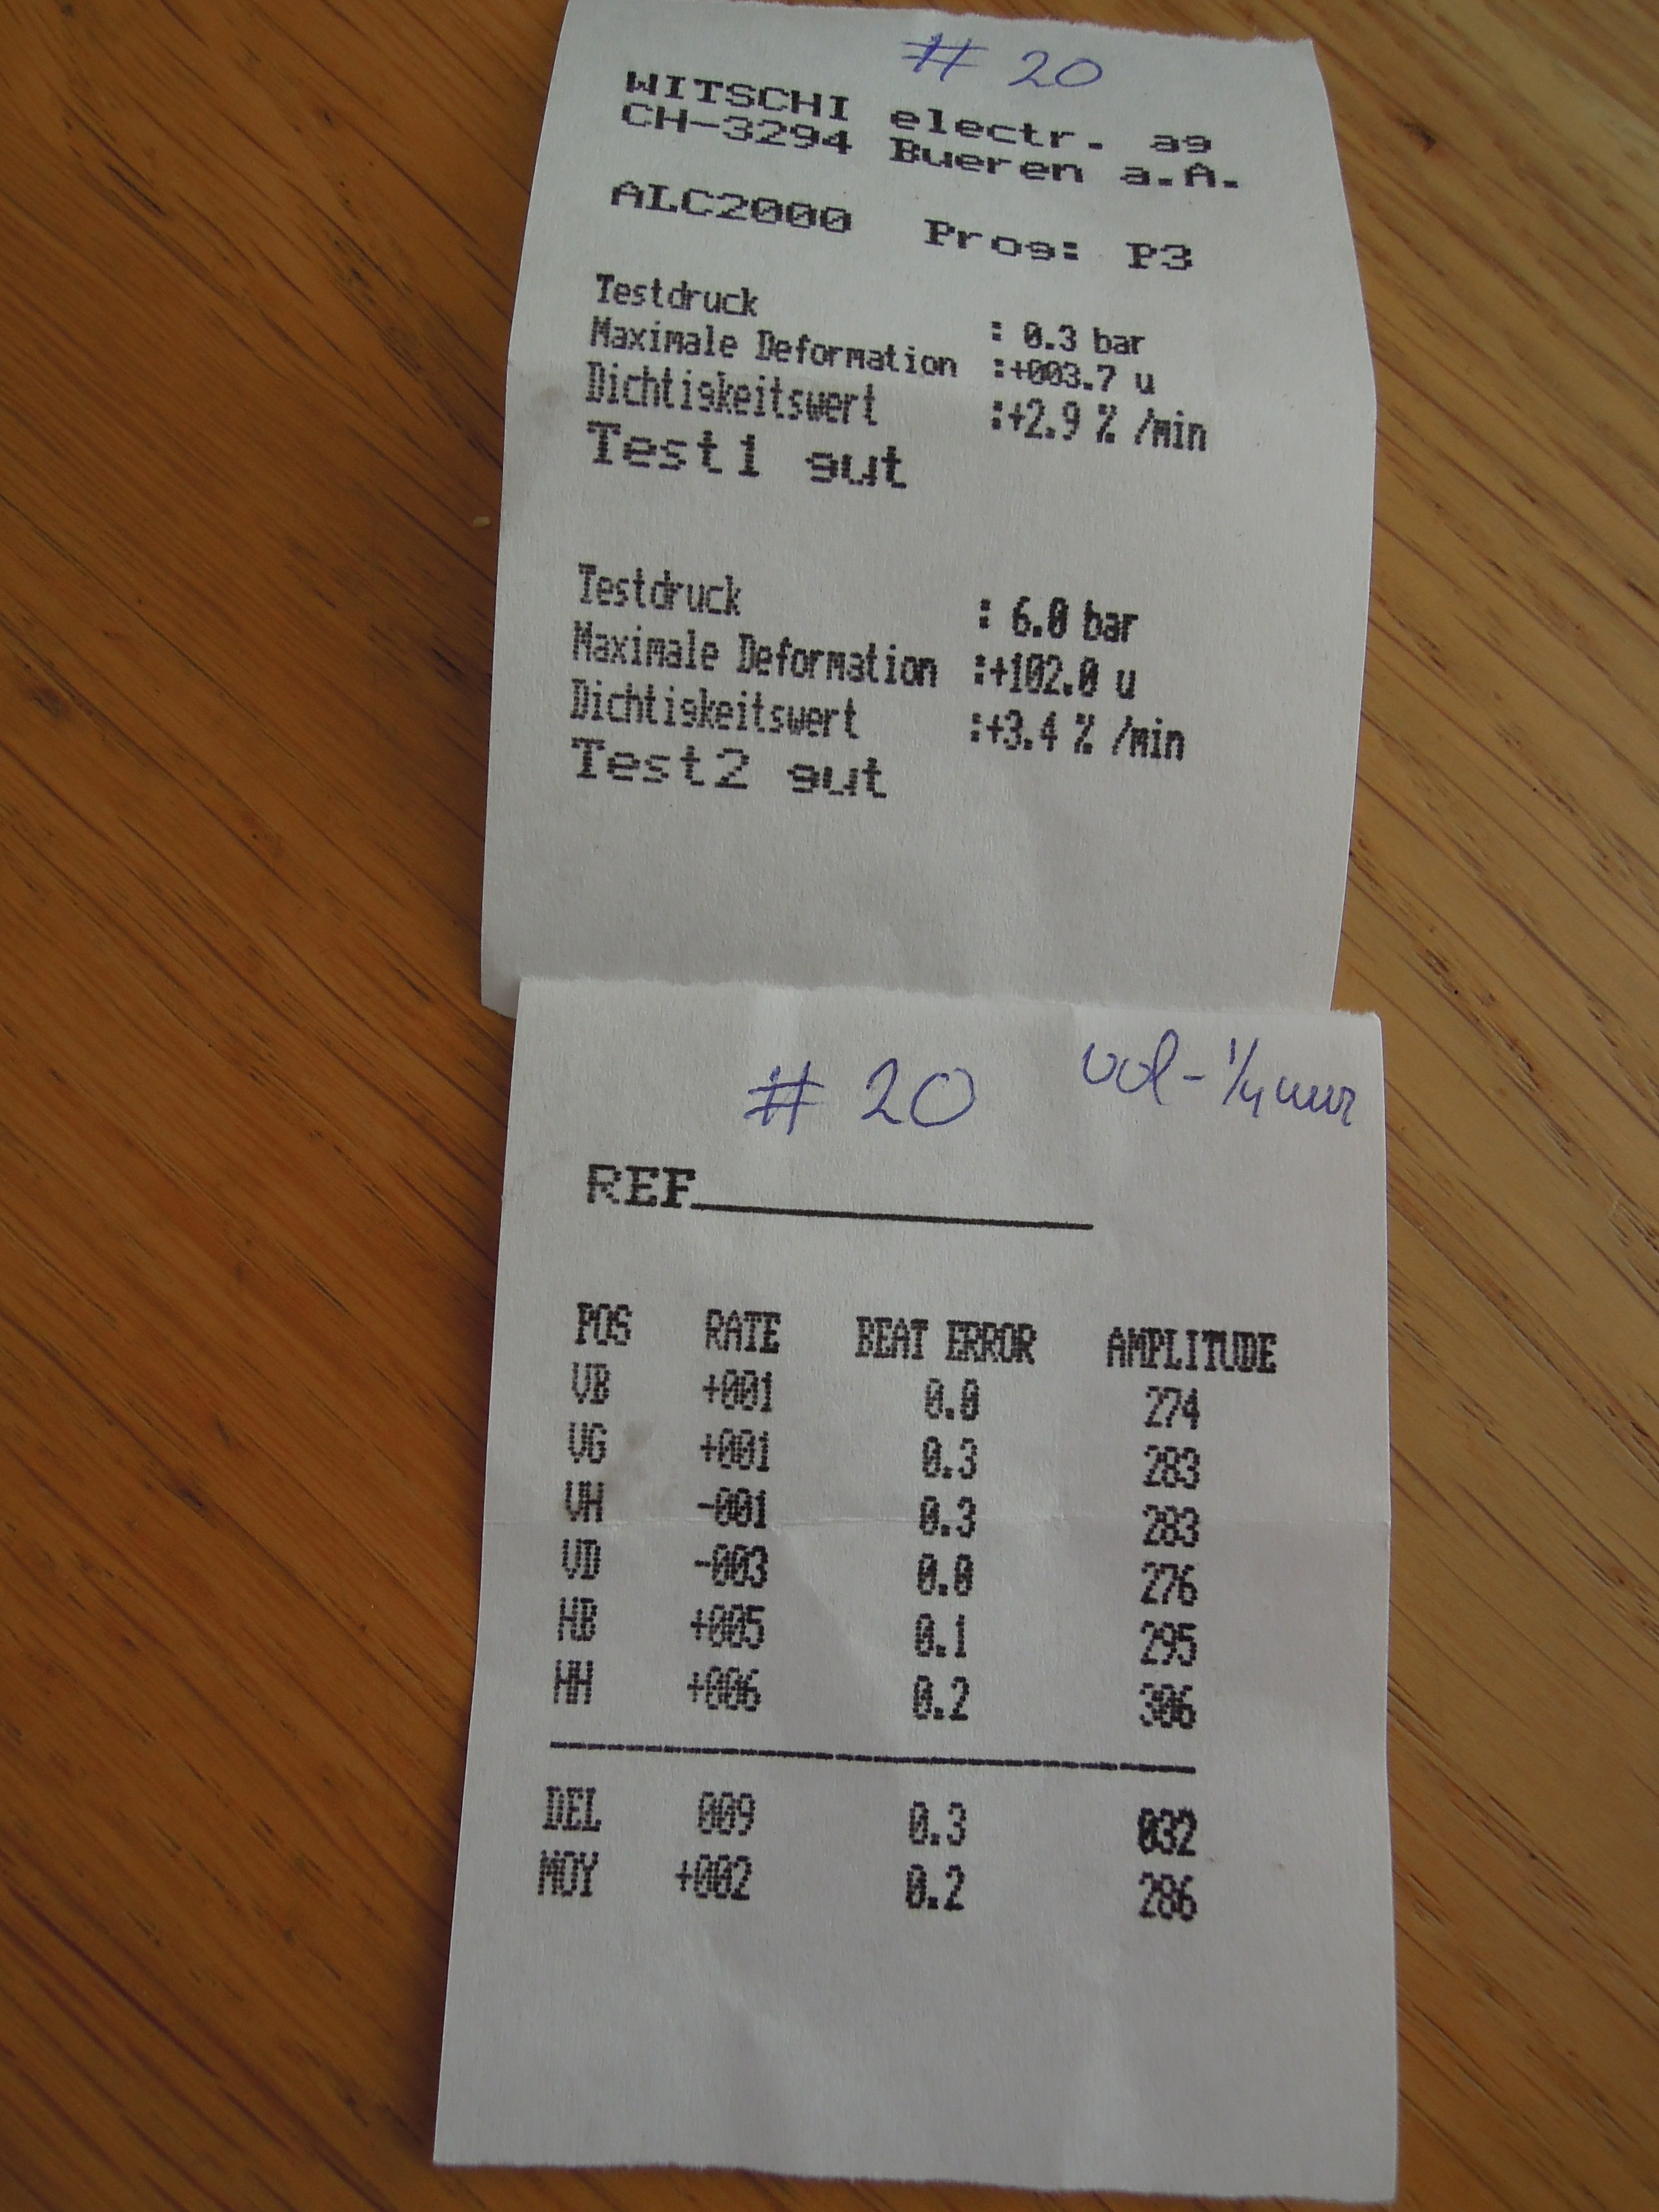 # 20
WITSCHI electr. ag
CH-3294 Bueren a.A.
ALC2000 Prog: P3
Testdruck : 0.3 bar
Maximale Deformation :+003.7 u
Dichtigkeitswert :+2.9 % /min
Test1 gut
Testdruck : 6.0 bar
Maximale Deformation :+102.0 u
Dichtigkeitswert :+3.4 % /min
Test2 gut
# 20 vol - 1/4 uur
REF
POS RATE BEAT ERROR AMPLITUDE
VB +001 0.0 274
VG +001 0.3 283
VH -001 0.3 283
VD -003 0.0 276
HB +005 0.1 295
HH +006 0.2 306
DEL 009 0.3 032
MOY +002 0.2 286